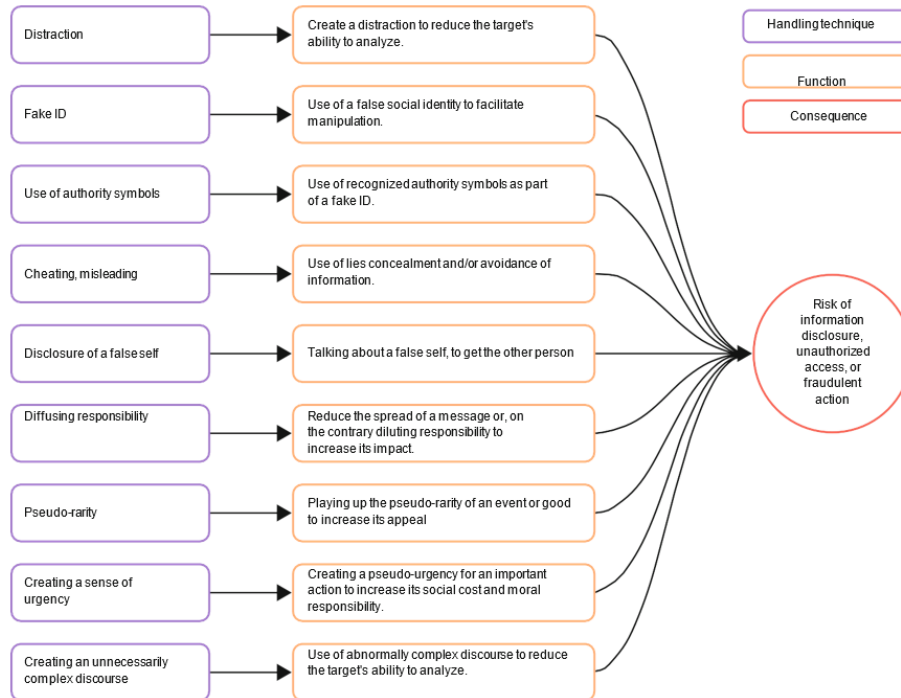 Distraction
Create a distraction to reduce the target's
ability to analyze.
Handling technique
Function
Consequence
Fake ID
Use of a false social identity to facilitate
manipulation.
Use of authority symbols
Use of recognized authority symbols as part
of a fake ID.
Cheating, misleading
Use of lies concealment and/or avoidance of
information.
Disclosure of a false self
Talking about a false self, to get the other person
Risk of
information
disclosure,
unauthorized
access, or
fraudulent
action
Diffusing responsibility
Reduce the spread of a message or, on
the contrary diluting responsibility to
increase its impact.
Pseudo-rarity
Playing up the pseudo-rarity of an event or good
to increase its appeal
Creating a sense of
urgency
Creating a pseudo-urgency for an important
action to increase its social cost and moral
responsibility.
Creating an unnecessarily
complex discourse
Use of abnormally complex discourse to reduce
the target's ability to analyze.